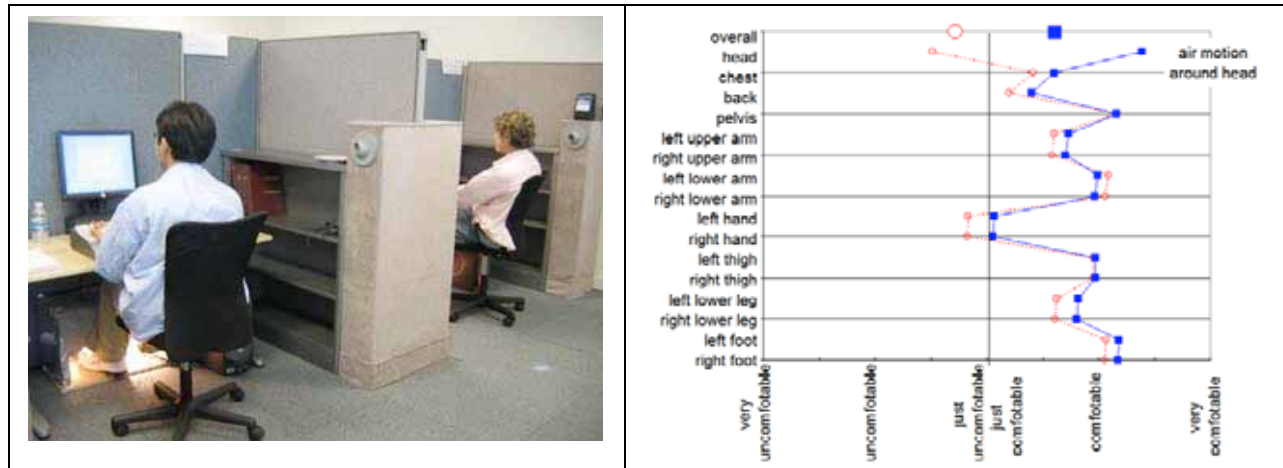 overall
head
chest
back
pelvis
left upper arm
right upper arm
left lower arm
right lower arm
left hand
right hand
left thigh
right thigh
left lower leg
right lower leg
left foot
right foot
air motion
around head
very
uncomfotable
uncomfotable
just
uncomfotable
just
comfotable
comfotable
very
comfotable